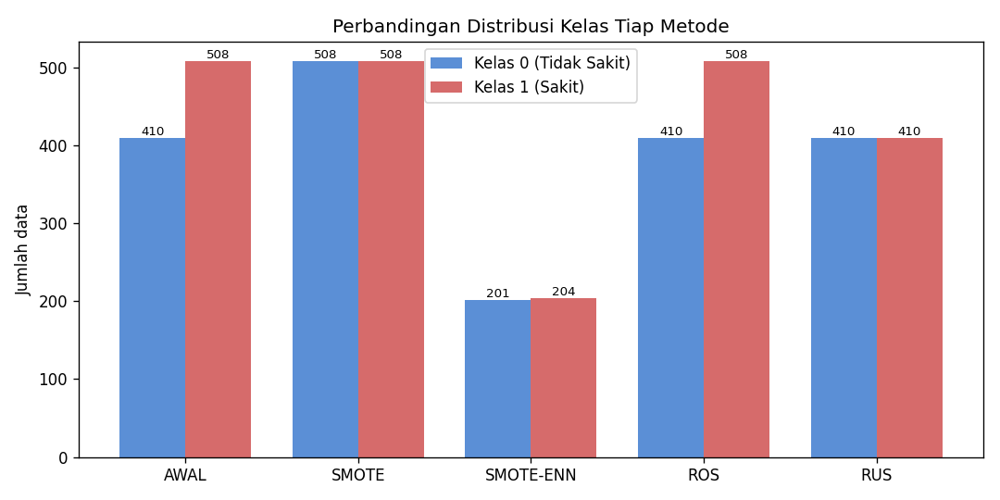 Perbandingan Distribusi Kelas Tiap Metode
Kelas 0 (Tidak Sakit)
Kelas 1 (Sakit)
Jumlah data
500
400
300
200
100
0
410
508
508
508
201
204
410
508
410
410
AWAL
SMOTE
SMOTE-ENN
ROS
RUS